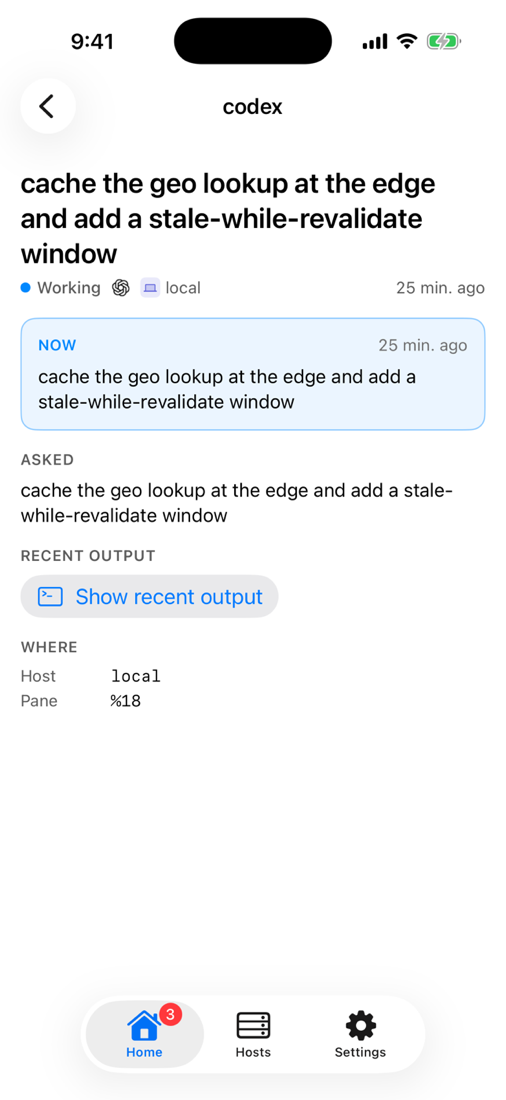 9:41
codex
cache the geo lookup at the edge
and add a stale-while-revalidate
window
Working local 25 min. ago
NOW 25 min. ago
cache the geo lookup at the edge and add a
stale-while-revalidate window
ASKED
cache the geo lookup at the edge and add a stale-
while-revalidate window
RECENT OUTPUT
Show recent output
WHERE
Host local
Pane %18
3
Home Hosts Settings